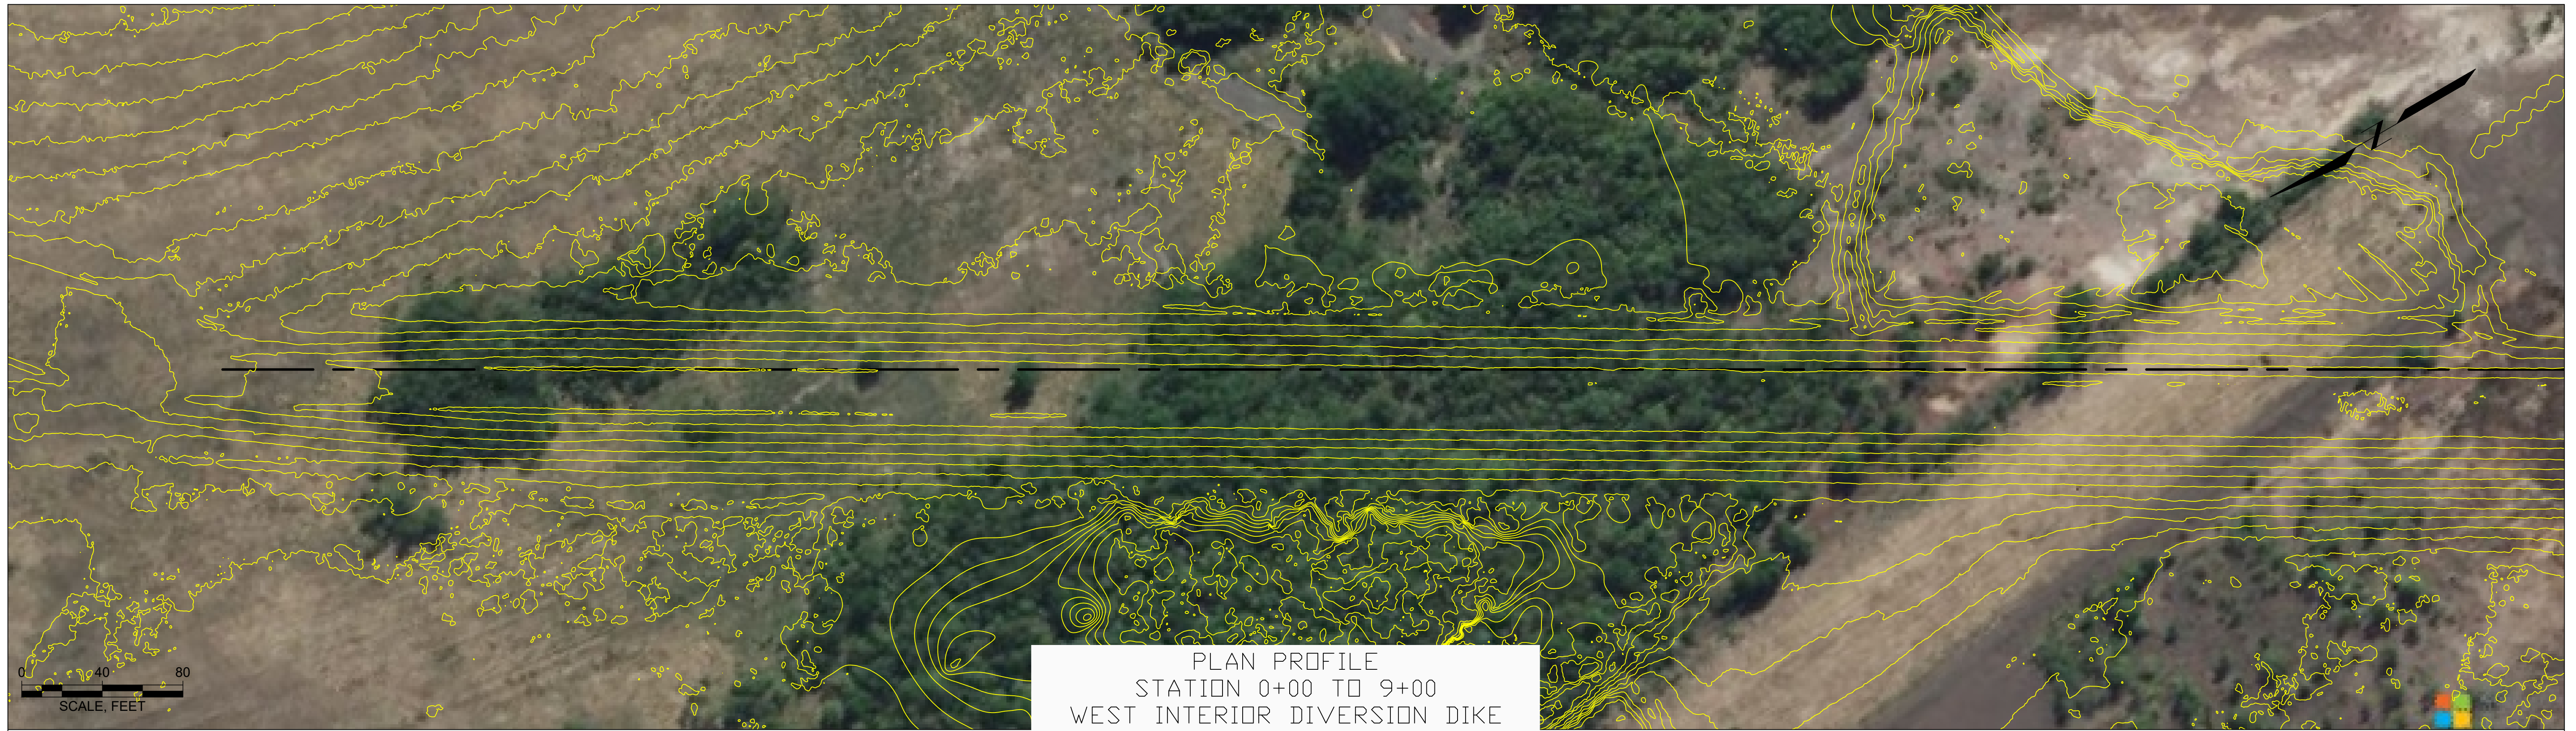 N
0 40 80
SCALE, FEET
PLAN PROFILE
STATION 0+00 TO 9+00
WEST INTERIOR DIVERSION DIKE